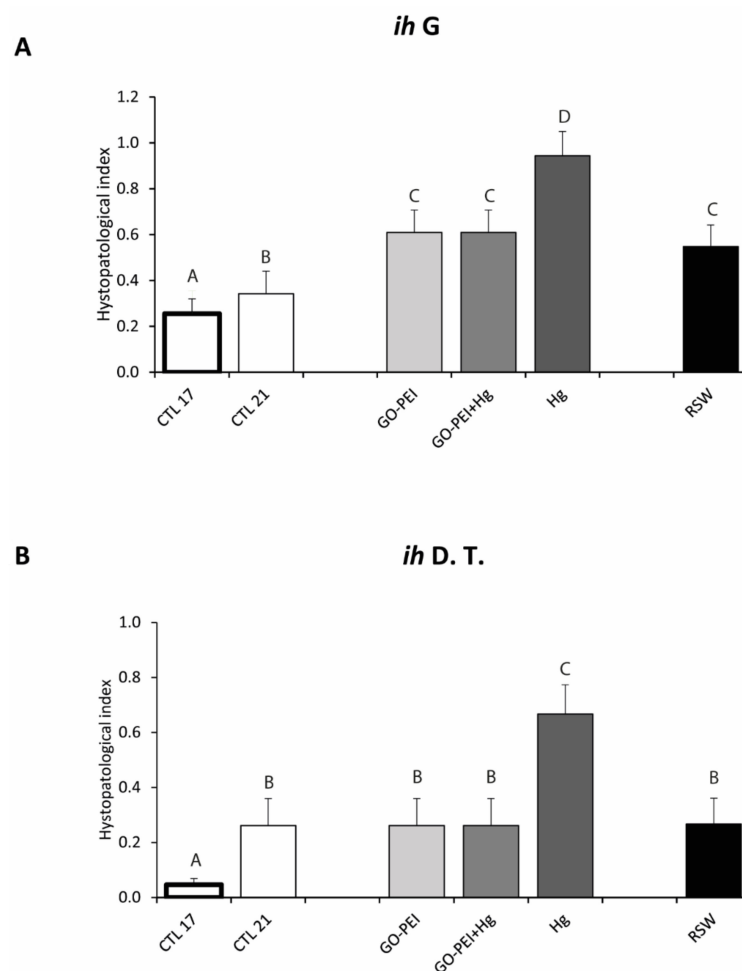 A
ih G
Hystopatological index
1.2
1.0
0.8
0.6
0.4
0.2
0.0
A
B
C
C
D
C
CTL 17
CTL 21
GO-PEI
GO-PEI+Hg
Hg
RSW
B
ih D. T.
Hystopatological index
1.0
0.8
0.6
0.4
0.2
0.0
A
B
B
B
C
B
CTL 17
CTL 21
GO-PEI
GO-PEI+Hg
Hg
RSW